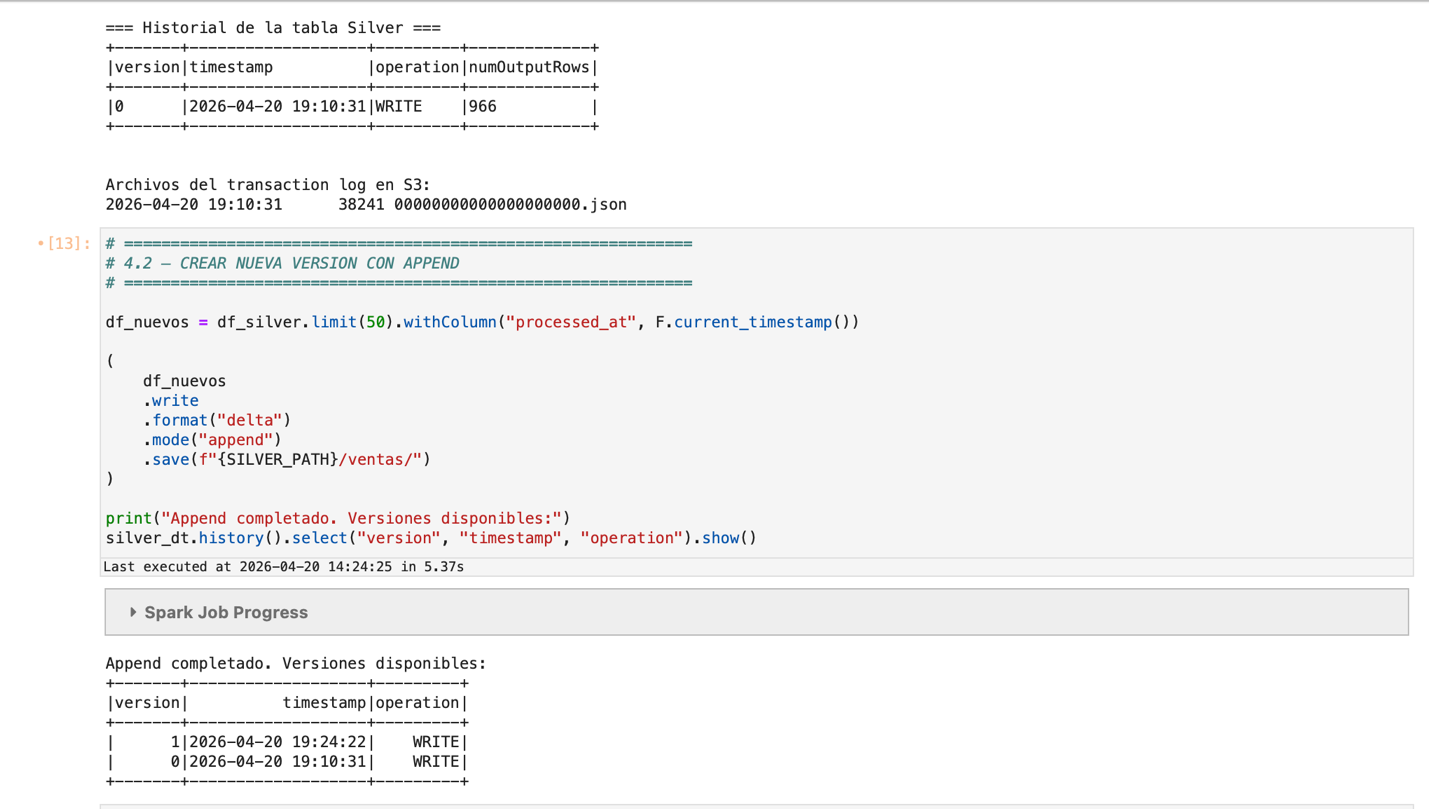 === Historial de la tabla Silver ===
+-------+-------------------+---------+-------------+
|version|timestamp          |operation|numOutputRows|
+-------+-------------------+---------+-------------+
|0      |2026-04-20 19:10:31|WRITE    |966          |
+-------+-------------------+---------+-------------+
Archivos del transaction log en S3:
2026-04-20 19:10:31      38241 00000000000000000000.json
•[13]:
# =============================================================
# 4.2 — CREAR NUEVA VERSION CON APPEND
# =============================================================
df_nuevos = df_silver.limit(50).withColumn("processed_at", F.current_timestamp())
(
    df_nuevos
    .write
    .format("delta")
    .mode("append")
    .save(f"{SILVER_PATH}/ventas/")
)
print("Append completado. Versiones disponibles:")
silver_dt.history().select("version", "timestamp", "operation").show()
Last executed at 2026-04-20 14:24:25 in 5.37s
Spark Job Progress
Append completado. Versiones disponibles:
+-------+-------------------+---------+
|version|          timestamp|operation|
+-------+-------------------+---------+
|      1|2026-04-20 19:24:22|    WRITE|
|      0|2026-04-20 19:10:31|    WRITE|
+-------+-------------------+---------+